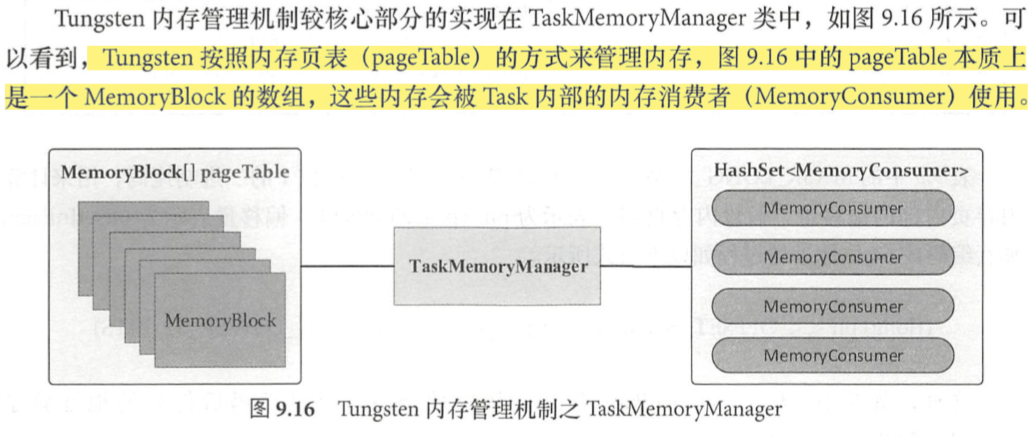 Tungsten 内存管理机制较核心部分的实现在 TaskMemoryManager 类中，如图 9.16 所示。可
以看到，Tungsten 按照内存页表（pageTable）的方式来管理内存，图 9.16 中的 pageTable 本质上
是一个 MemoryBlock 的数组，这些内存会被 Task 内部的内存消费者（MemoryConsumer）使用。
MemoryBlock[] pageTable
MemoryBlock
TaskMemoryManager
HashSet<MemoryConsumer>
MemoryConsumer
MemoryConsumer
MemoryConsumer
MemoryConsumer
图 9.16 Tungsten 内存管理机制之 TaskMemoryManager